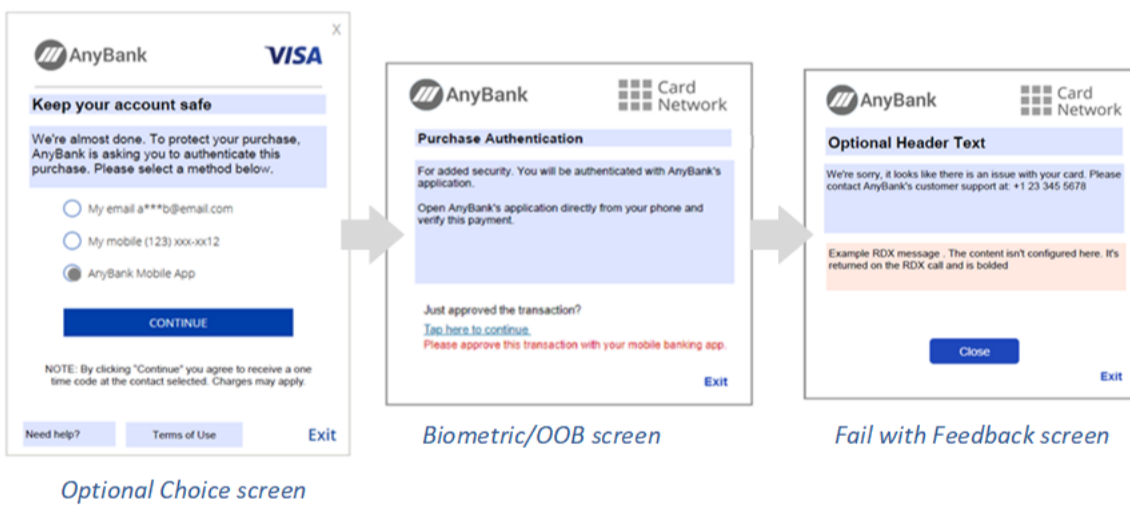 X
AnyBank
VISA
Keep your account safe
We're almost done. To protect your purchase,
AnyBank is asking you to authenticate this
purchase. Please select a method below.
My email a***b@email.com
My mobile (123) xxx-xx12
AnyBank Mobile App
CONTINUE
NOTE: By clicking "Continue" you agree to receive a one
time code at the contact selected. Charges may apply.
Need help?
Terms of Use
Exit
Optional Choice screen
AnyBank
Card
Network
Purchase Authentication
For added security. You will be authenticated with AnyBank's
application.
Open AnyBank's application directly from your phone and
verify this payment.
Just approved the transaction?
Tap here to continue.
Please approve this transaction with your mobile banking app.
Exit
Biometric/OOB screen
AnyBank
Card
Network
Optional Header Text
We're sorry, it looks like there is an issue with your card. Please
contact AnyBank's customer support at: +1 23 345 5678
Example RDX message . The content isn't configured here. It's
returned on the RDX call and is bolded
Close
Exit
Fail with Feedback screen